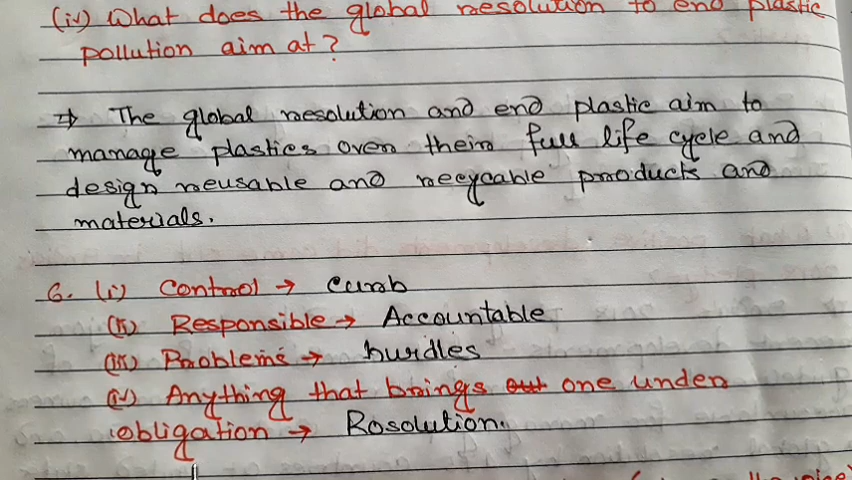 (iv) What does the global resolution to end plastic
pollution aim at?
⇒ The global resolution and end plastic aim to
manage plastics over their full life cycle and
design reusable and recycable products and
materials.
6. (i) Control → curb
(ii) Responsible → Accountable
(iii) Problems → hurdles
(iv) Anything that brings one under
obligation → Rosolution.